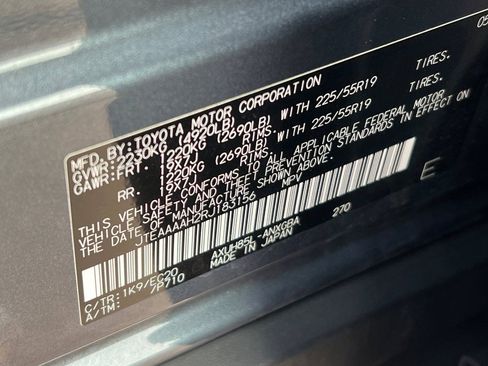 MFD. BY: TOYOTA MOTOR CORPORATION 05
GVWR: 2230KG (4920LB)
GAWR: FRT. 1220KG (2690LB) WITH 225/55R19 TIRES.
19X7J RIMS.
RR. 1220KG (2690LB) WITH 225/55R19 TIRES.
19X7J RIMS.
THIS VEHICLE CONFORMS TO ALL APPLICABLE FEDERAL MOTOR
VEHICLE SAFETY AND THEFT PREVENTION STANDARDS IN EFFECT ON
THE DATE OF MANUFACTURE SHOWN ABOVE.
JTEAAAAH2RJ183156 MPV E
270
C/TR: 1K9/EC20 AXUH85L-ANXGBA
A/TM: /P710 MADE IN JAPAN